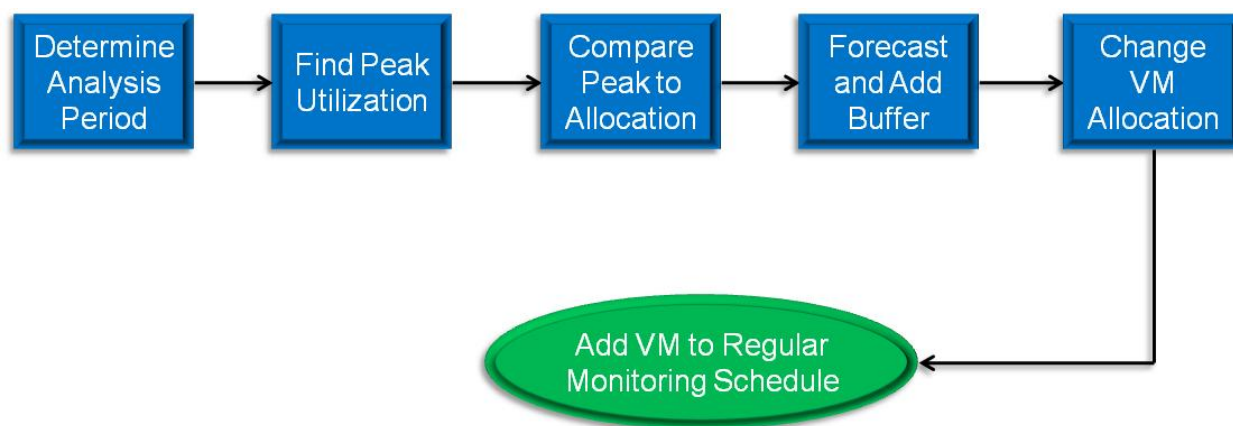 Determine
Analysis
Period
Find Peak
Utilization
Compare
Peak to
Allocation
Forecast
and Add
Buffer
Change
VM
Allocation
Add VM to Regular
Monitoring Schedule